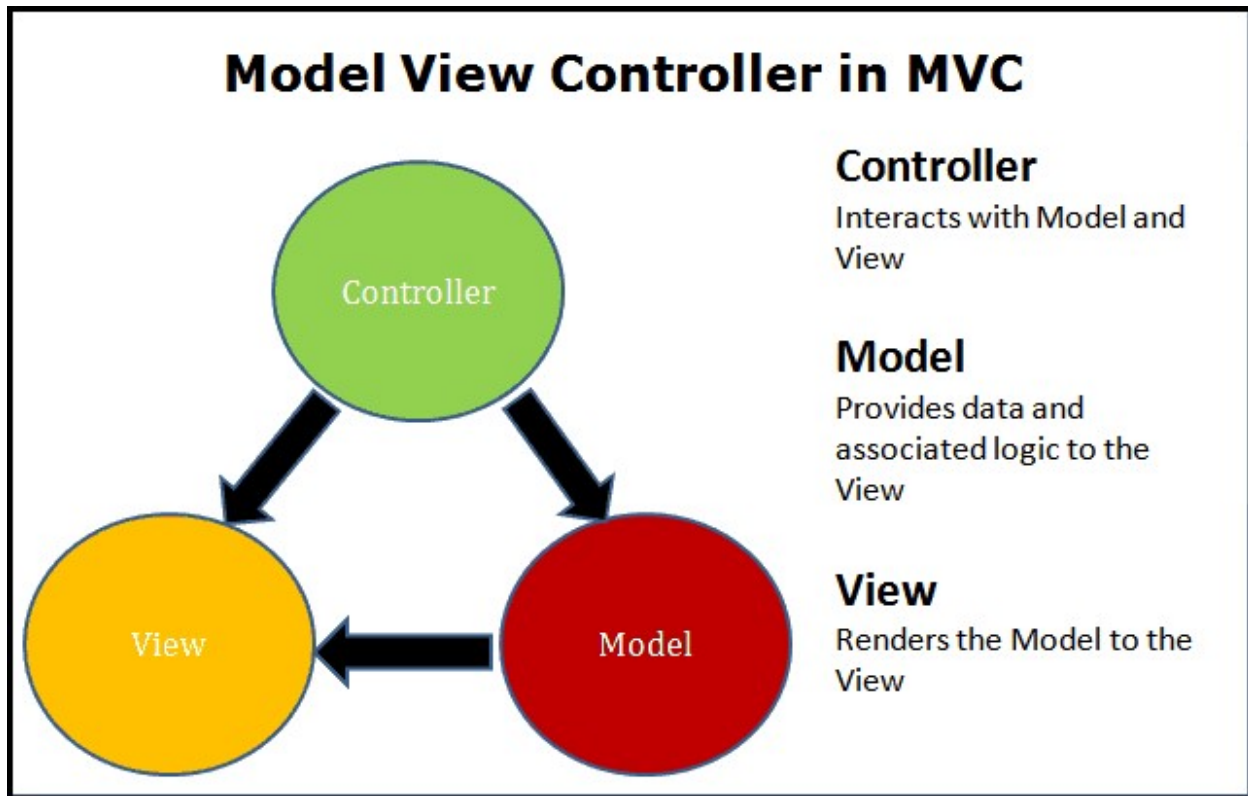 Model View Controller in MVC
Controller
Controller
Interacts with Model and
View
Model
Provides data and
associated logic to the
View
View
Model
View
Renders the Model to the
View